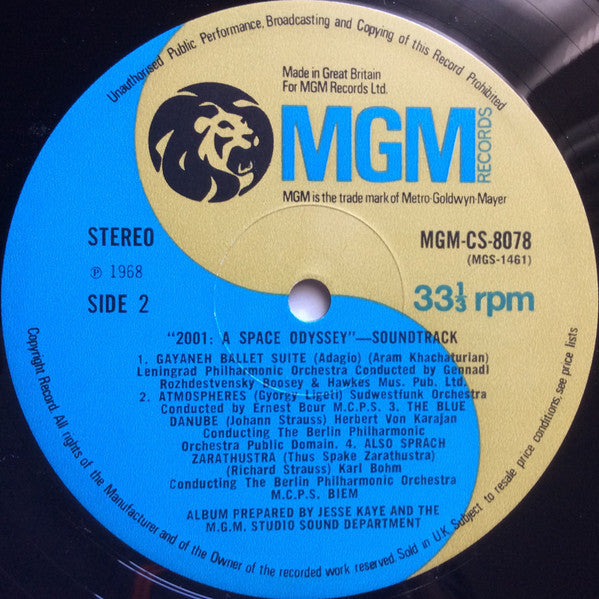 Unauthorised Public Performance, Broadcasting and Copying of this Record Prohibited
Made in Great Britain
For MGM Records Ltd.
MGM
RECORDS
MGM is the trade mark of Metro-Goldwyn-Mayer
STEREO
MGM-CS-8078
(MGS-1461)
℗ 1968
SIDE 2
33⅓ rpm
"2001: A SPACE ODYSSEY"—SOUNDTRACK
1. GAYANEH BALLET SUITE (Adagio) (Aram Khachaturian)
Leningrad Philharmonic Orchestra Conducted by Gennadi
Rozhdestvensky Boosey & Hawkes Mus. Pub. Ltd.
2. ATMOSPHERES (Gyorgy Ligeli) Sudwestfunk Orchestra
Conducted by Ernest Bour M.C.P.S. 3. THE BLUE
DANUBE (Johann Strauss) Herbert Von Karajan
Conducting The Berlin Philharmonic
Orchestra Public Domain. 4. ALSO SPRACH
ZARATHUSTRA (Thus Spake Zarathustra)
(Richard Strauss) Karl Bohm
Conducting The Berlin Philharmonic Orchestra
M.C.P.S. BIEM
ALBUM PREPARED BY JESSE KAYE AND THE
M.G.M. STUDIO SOUND DEPARTMENT
Copyright Record. All rights of the Manufacturer and of the Owner of the recorded work reserved. Sold in U.K. Subject to resale price conditions, see price lists